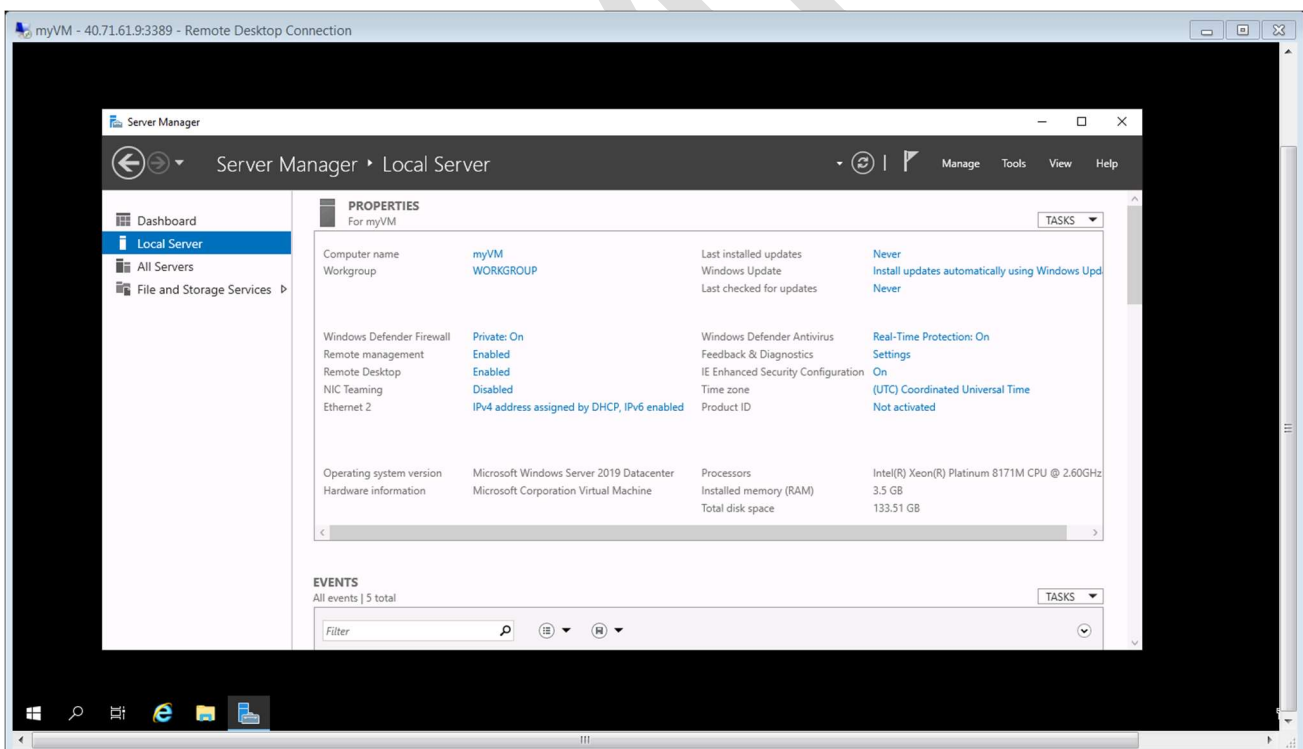 myVM - 40.71.61.9:3389 - Remote Desktop Connection
Server Manager
Server Manager ‣ Local Server
Manage Tools View Help
Dashboard
Local Server
All Servers
File and Storage Services
PROPERTIES
For myVM
TASKS
Computer name myVM Last installed updates Never
Workgroup WORKGROUP Windows Update Install updates automatically using Windows Upd
Last checked for updates Never
Windows Defender Firewall Private: On Windows Defender Antivirus Real-Time Protection: On
Remote management Enabled Feedback & Diagnostics Settings
Remote Desktop Enabled IE Enhanced Security Configuration On
NIC Teaming Disabled Time zone (UTC) Coordinated Universal Time
Ethernet 2 IPv4 address assigned by DHCP, IPv6 enabled Product ID Not activated
Operating system version Microsoft Windows Server 2019 Datacenter Processors Intel(R) Xeon(R) Platinum 8171M CPU @ 2.60GHz
Hardware information Microsoft Corporation Virtual Machine Installed memory (RAM) 3.5 GB
Total disk space 133.51 GB
EVENTS
All events | 5 total
TASKS
Filter